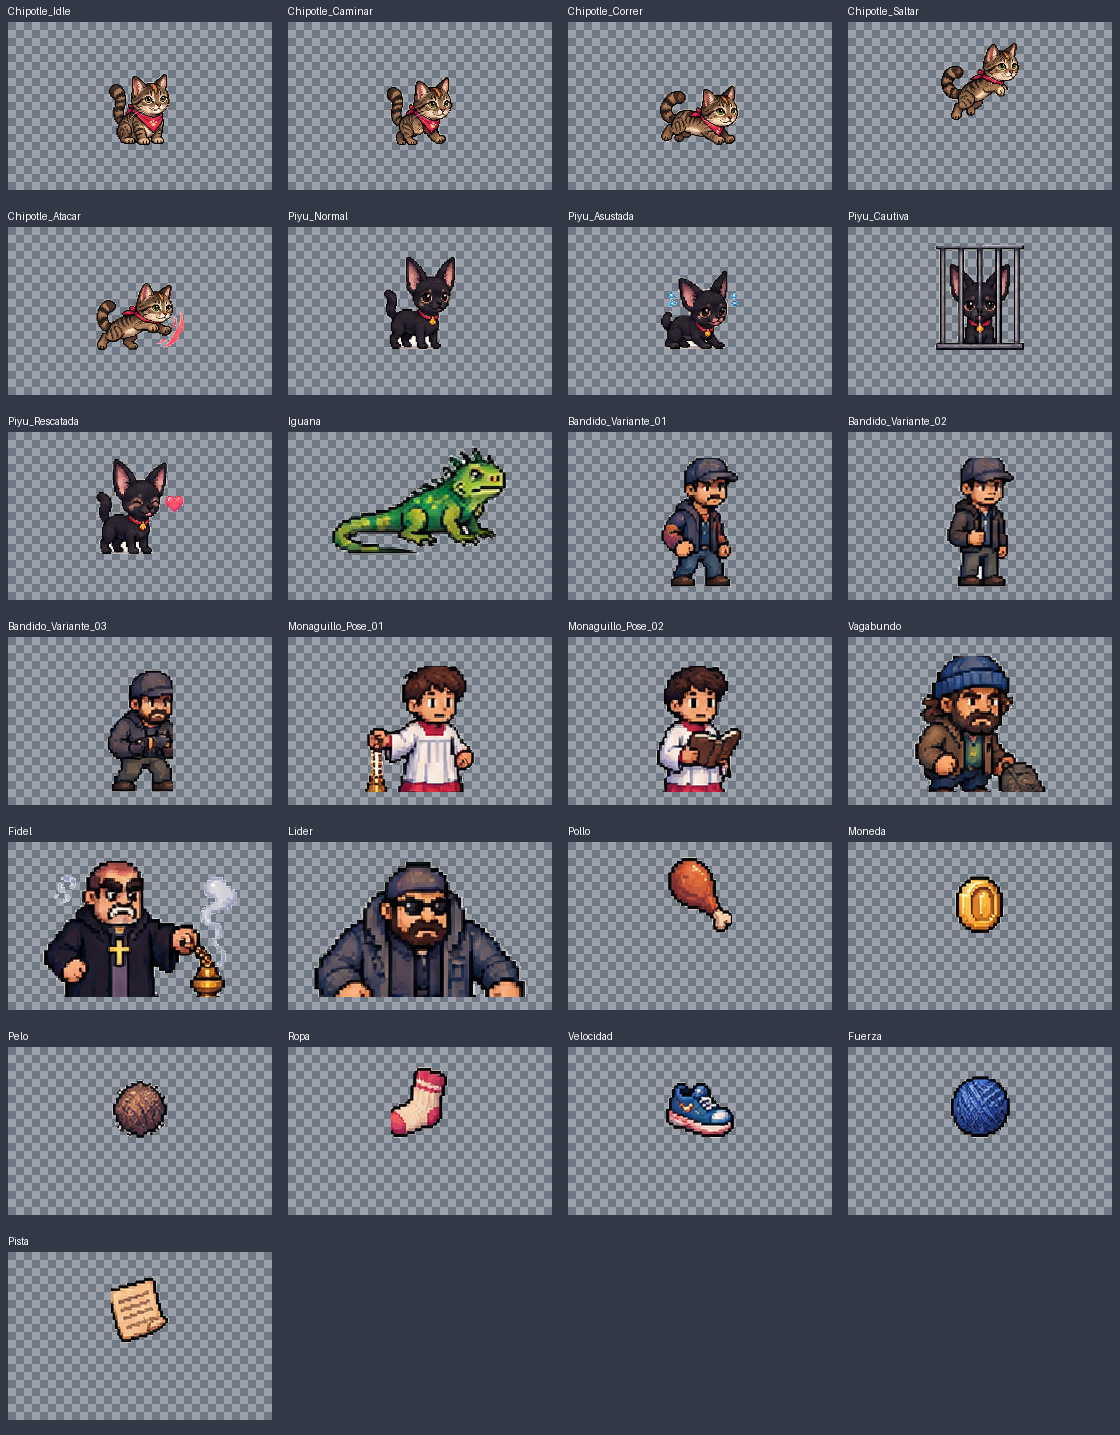 Chipotle_Idle
Chipotle_Caminar
Chipotle_Correr
Chipotle_Saltar
Chipotle_Atacar
Piyu_Normal
Piyu_Asustada
Piyu_Cautiva
Piyu_Rescatada
Iguana
Bandido_Variante_01
Bandido_Variante_02
Bandido_Variante_03
Monaguillo_Pose_01
Monaguillo_Pose_02
Vagabundo
Fidel
Lider
Pollo
Moneda
Pelo
Ropa
Velocidad
Fuerza
Pista